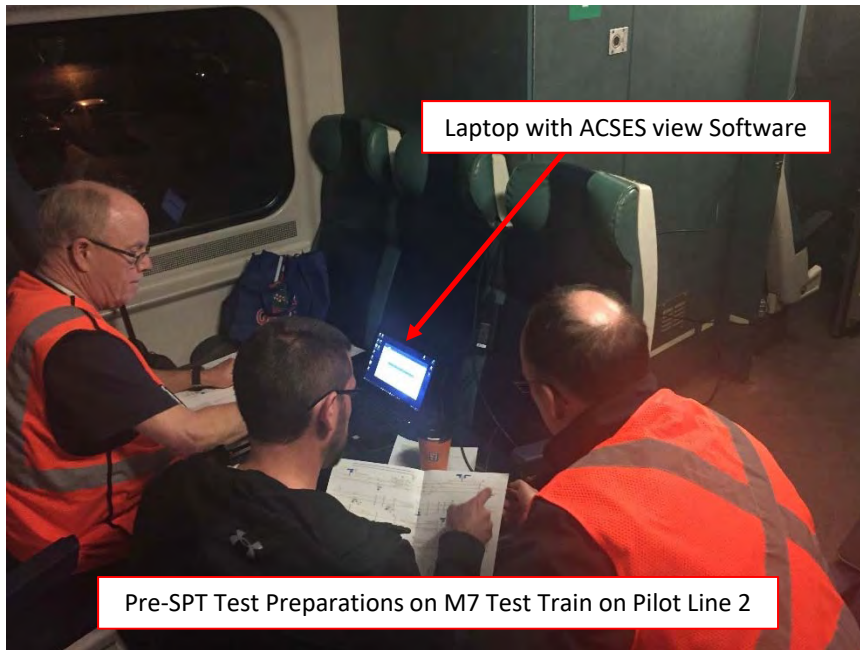 Laptop with ACSES view Software
Pre-SPT Test Preparations on M7 Test Train on Pilot Line 2